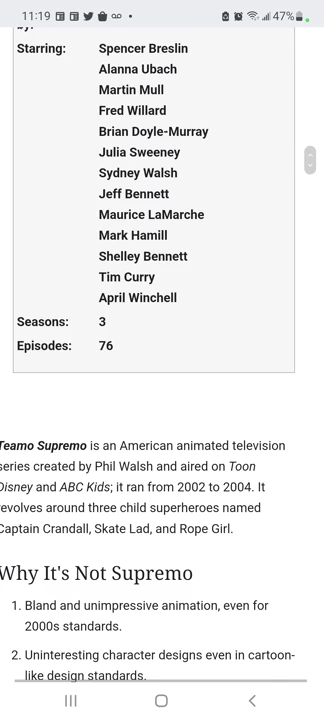 11:19 47%
by:
Starring: Spencer Breslin
Alanna Ubach
Martin Mull
Fred Willard
Brian Doyle-Murray
Julia Sweeney
Sydney Walsh
Jeff Bennett
Maurice LaMarche
Mark Hamill
Shelley Bennett
Tim Curry
April Winchell
Seasons: 3
Episodes: 76
Teamo Supremo is an American animated television
series created by Phil Walsh and aired on Toon
Disney and ABC Kids; it ran from 2002 to 2004. It
revolves around three child superheroes named
Captain Crandall, Skate Lad, and Rope Girl.
Why It's Not Supremo
1. Bland and unimpressive animation, even for
2000s standards.
2. Uninteresting character designs even in cartoon-
like design standards.